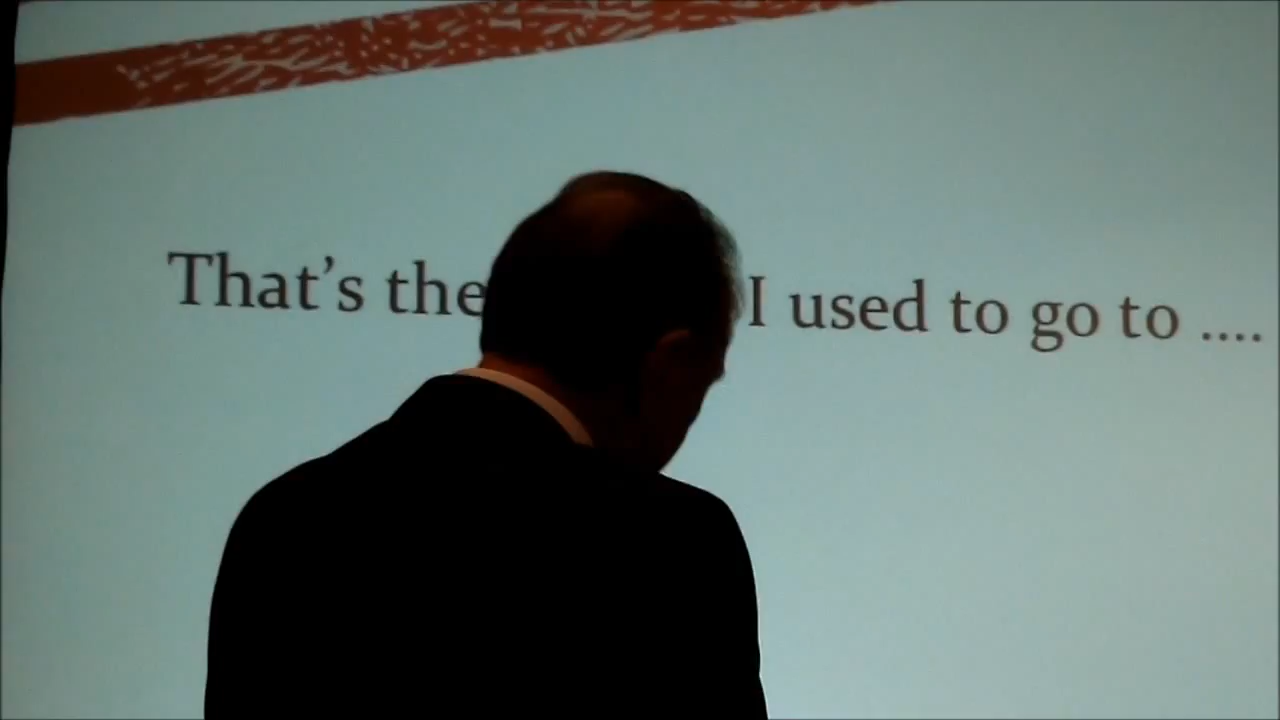 That's the I used to go to ....